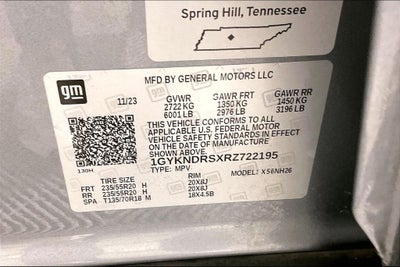 Spring Hill, Tennessee
gm
MFD BY GENERAL MOTORS LLC
11/23 GVWR GAWR FRT GAWR RR
2722 KG 1350 KG 1450 KG
6001 LB 2976 LB 3196 LB
THIS VEHICLE CONFORMS TO ALL
APPLICABLE U.S. FEDERAL MOTOR
VEHICLE SAFETY STANDARDS IN EFFECT
ON THE DATE OF MANUFACTURE SHOWN ABOVE.
1GYKNDRSXRZ722195
130H TYPE: MPV MODEL: X56NH26
TIRE SIZE RIM
FRT 235/55R20 H 20X8J
RR 235/55R20 H 20X8J
SPA T135/70R18 M 18X4.5B